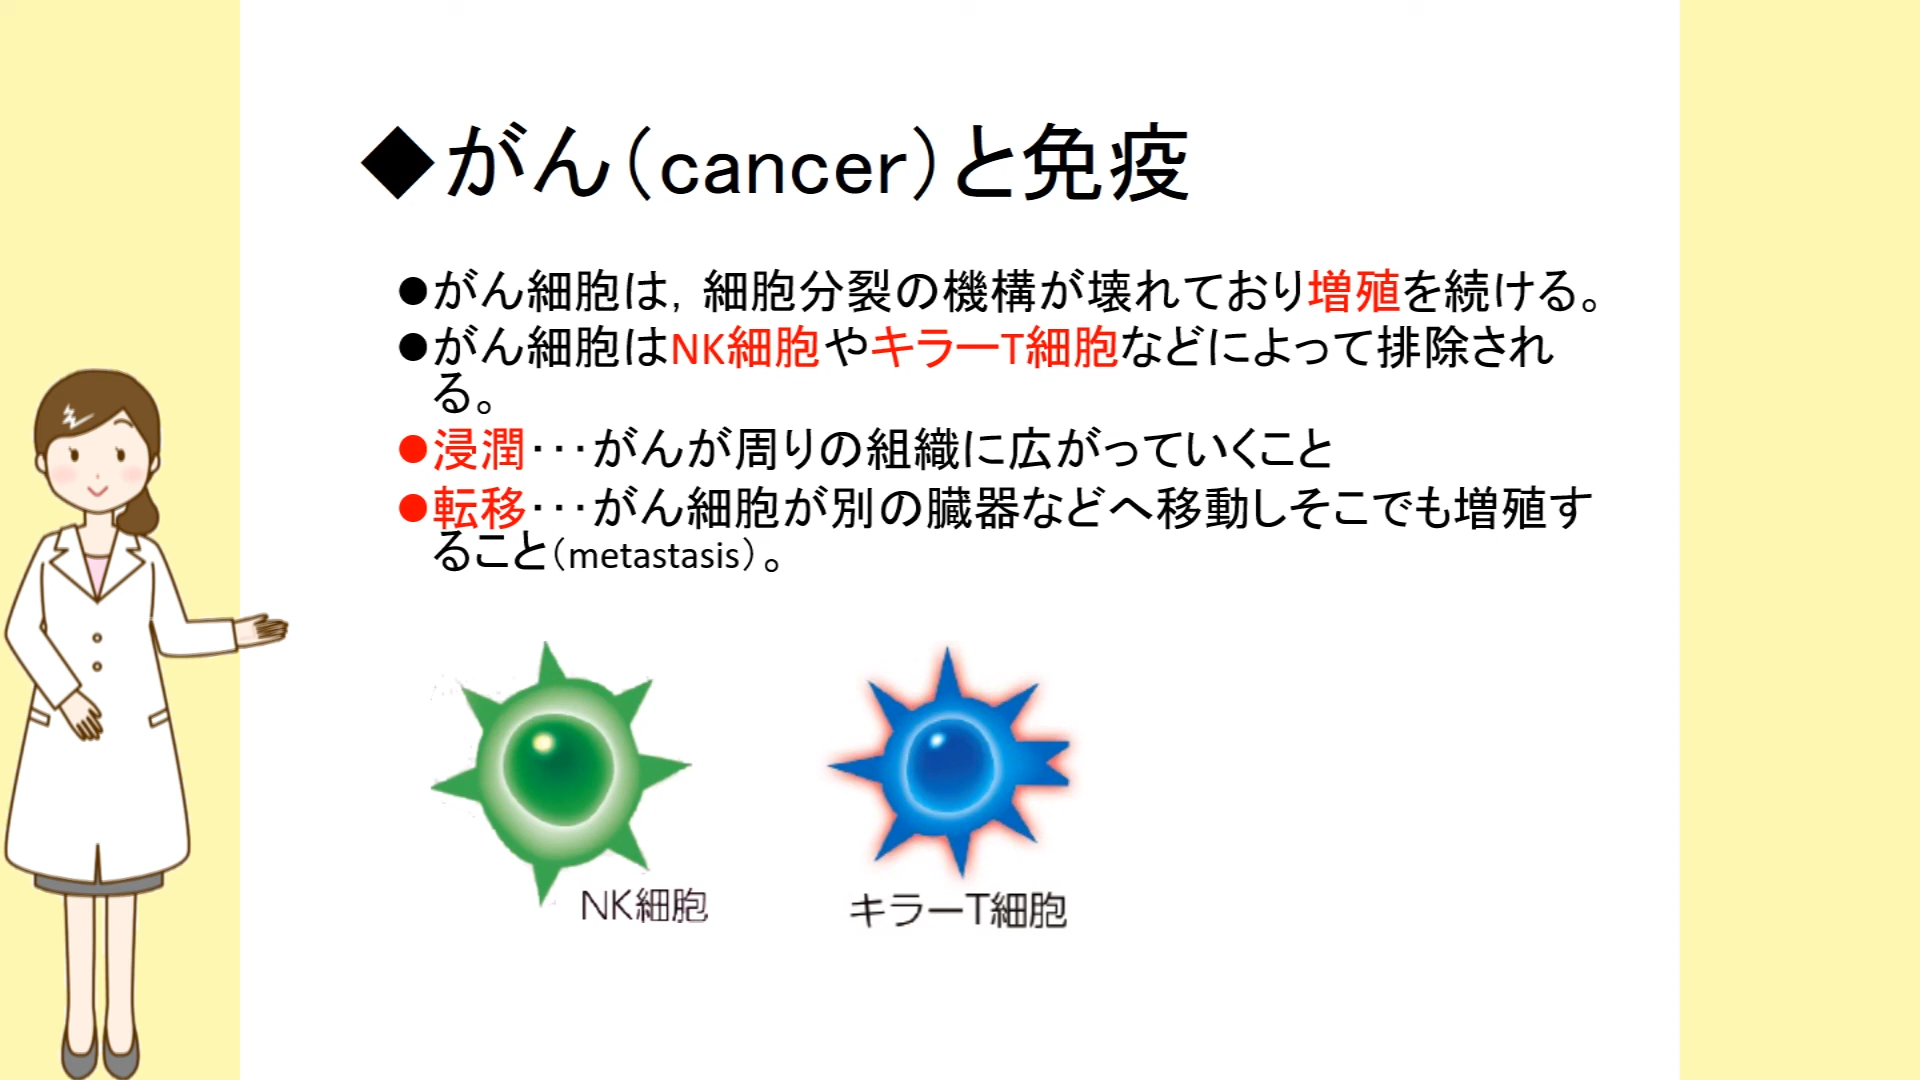 ◆がん（cancer）と免疫
●がん細胞は，細胞分裂の機構が壊れており増殖を続ける。
●がん細胞はNK細胞やキラーT細胞などによって排除され
る。
●浸潤･･･がんが周りの組織に広がっていくこと
●転移･･･がん細胞が別の臓器などへ移動しそこでも増殖す
ること（metastasis）。
NK細胞
キラーT細胞